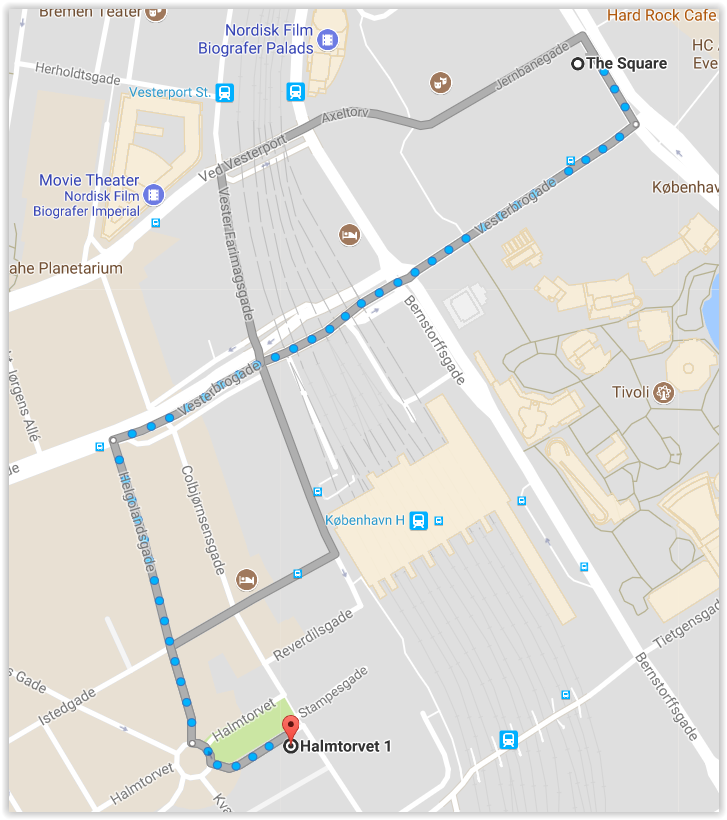 Bremen Teater
Hard Rock Cafe
Nordisk Film
Biografer Palads
HC
Eve
Herholdtsgade
Vesterport St.
The Square
Jernbanegade
Axeltorv
Ved Vesterport
Movie Theater
Nordisk Film
Biografer Imperial
Københav
Vesterbrogade
Vester Farimagsgade
ahe Planetarium
Bernstorffsgade
Jørgens Allé
Vesterbrogade
Tivoli
de
Helgolandsgade
Colbjørnsensgade
København H
Reverdilsgade
Tietgensgad
s Gade
Istedgade
Stampesgade
Bernstorffsgade
Halmtorvet
Halmtorvet 1
Halmtorvet
Kva